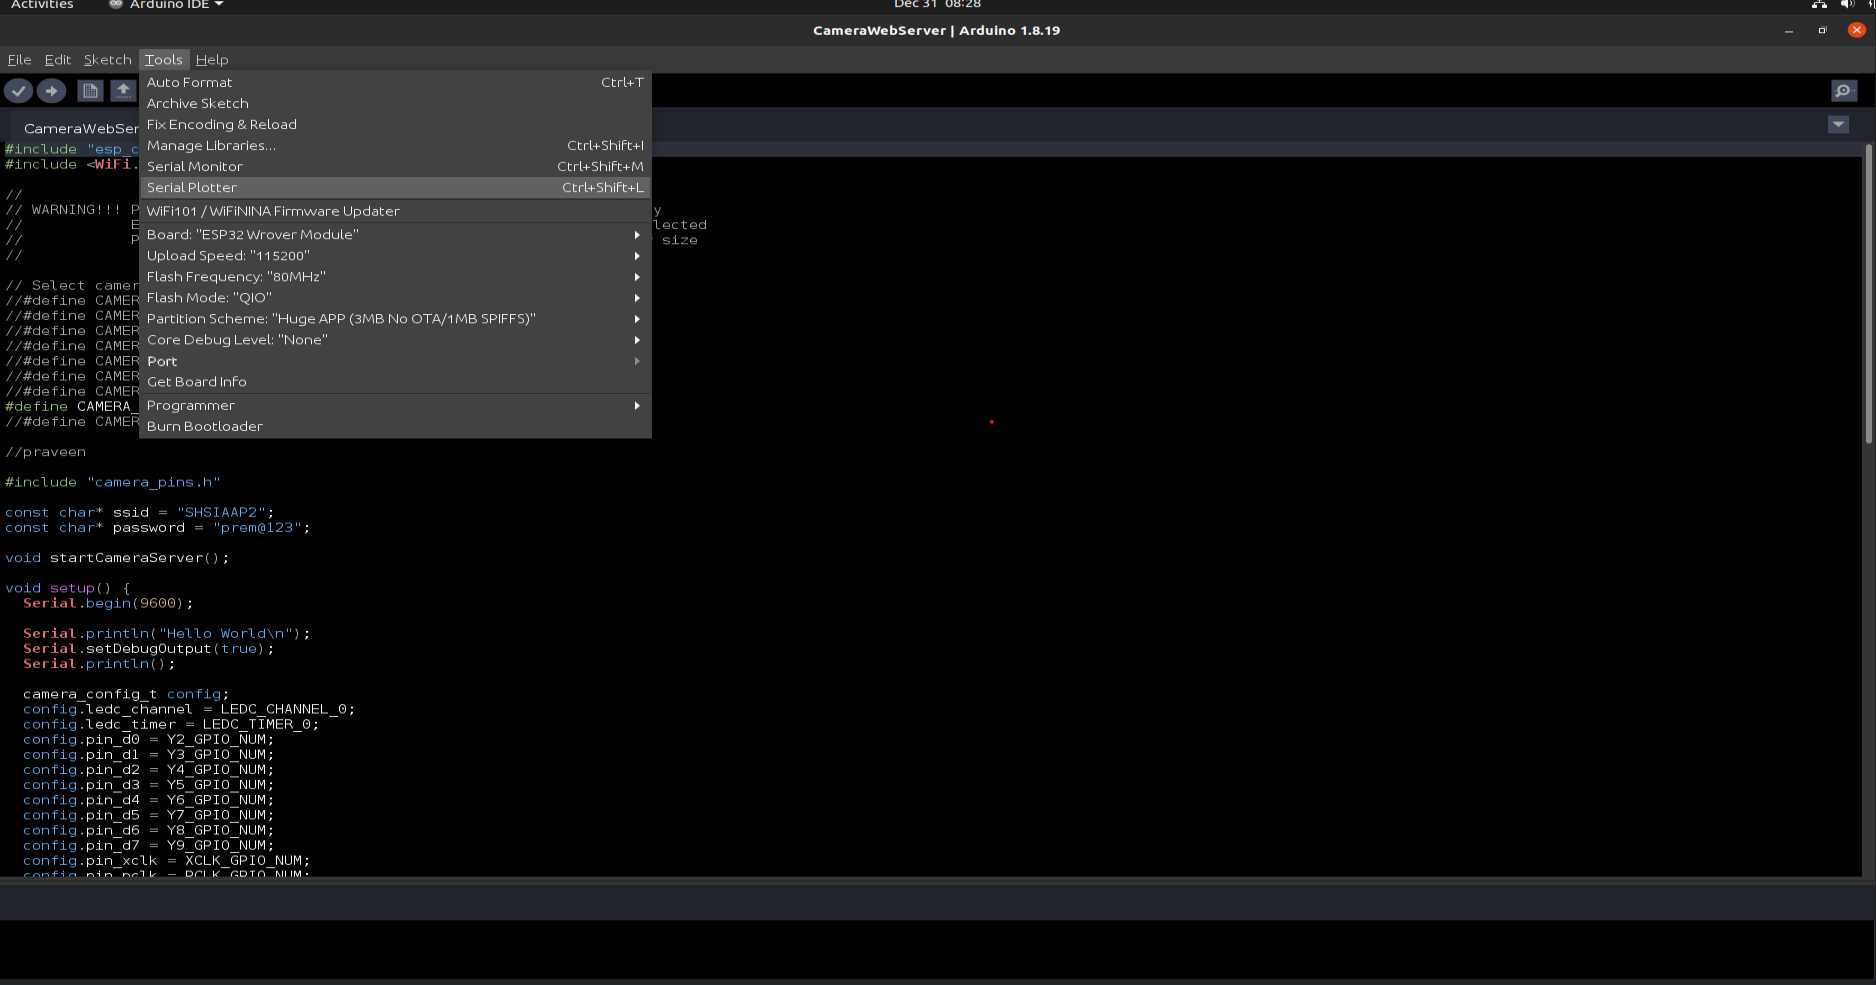 Activities Arduino IDE Dec 31 08:28
CameraWebServer | Arduino 1.8.19
File Edit Sketch Tools Help
Auto Format Ctrl+T
Archive Sketch
Fix Encoding & Reload
Manage Libraries... Ctrl+Shift+I
Serial Monitor Ctrl+Shift+M
Serial Plotter Ctrl+Shift+L
WiFi101 / WiFiNINA Firmware Updater
Board: "ESP32 Wrover Module"
Upload Speed: "115200"
Flash Frequency: "80MHz"
Flash Mode: "QIO"
Partition Scheme: "Huge APP (3MB No OTA/1MB SPIFFS)"
Core Debug Level: "None"
Port
Get Board Info
Programmer
Burn Bootloader
CameraWebSer
#include "esp_c
#include <WiFi.
//
// WARNING!!! P y
// E lected
// P size
//
// Select camer
//#define CAMER
//#define CAMER
//#define CAMER
//#define CAMER
//#define CAMER
//#define CAMER
//#define CAMER
#define CAMERA_
//#define CAMER
//praveen
#include "camera_pins.h"
const char* ssid = "SHSIAAP2";
const char* password = "prem@123";
void startCameraServer();
void setup() {
Serial.begin(9600);
Serial.println("Hello World\n");
Serial.setDebugOutput(true);
Serial.println();
camera_config_t config;
config.ledc_channel = LEDC_CHANNEL_0;
config.ledc_timer = LEDC_TIMER_0;
config.pin_d0 = Y2_GPIO_NUM;
config.pin_d1 = Y3_GPIO_NUM;
config.pin_d2 = Y4_GPIO_NUM;
config.pin_d3 = Y5_GPIO_NUM;
config.pin_d4 = Y6_GPIO_NUM;
config.pin_d5 = Y7_GPIO_NUM;
config.pin_d6 = Y8_GPIO_NUM;
config.pin_d7 = Y9_GPIO_NUM;
config.pin_xclk = XCLK_GPIO_NUM;
config.pin_pclk = PCLK_GPIO_NUM;